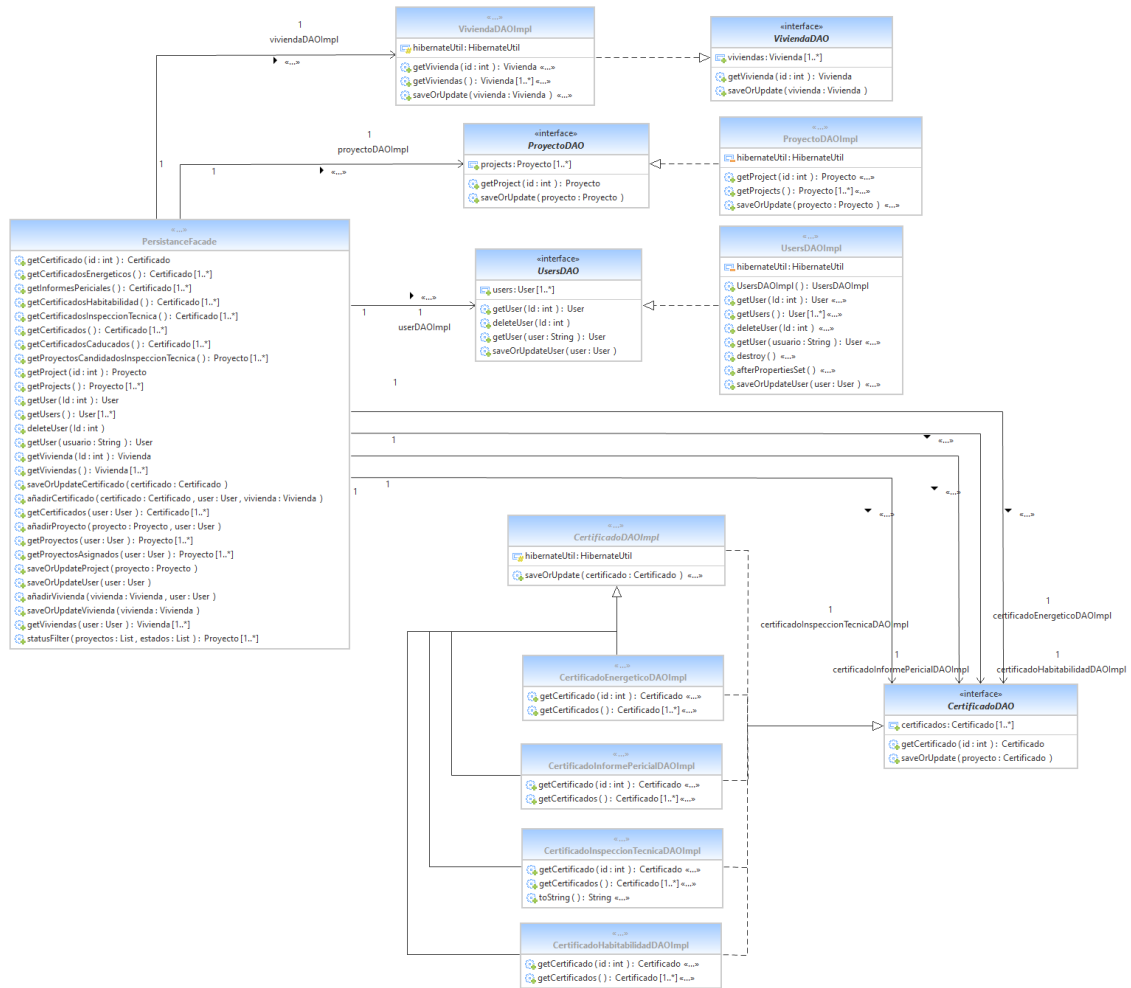 «...»
ViviendaDAOImpl
hibernateUtil : HibernateUtil
getVivienda ( id : int ) : Vivienda «...»
getViviendas ( ) : Vivienda [1..*] «...»
saveOrUpdate ( vivienda : Vivienda ) «...»
«interface»
ViviendaDAO
viviendas : Vivienda [1..*]
getVivienda ( id : int ) : Vivienda
saveOrUpdate ( vivienda : Vivienda )
1
viviendaDAOImpl
«...»
1
«interface»
ProyectoDAO
projects : Proyecto [1..*]
getProject ( id : int ) : Proyecto
saveOrUpdate ( proyecto : Proyecto )
«...»
ProyectoDAOImpl
hibernateUtil : HibernateUtil
getProject ( id : int ) : Proyecto «...»
getProjects ( ) : Proyecto [1..*] «...»
saveOrUpdate ( proyecto : Proyecto ) «...»
1
proyectoDAOImpl
1
«...»
«...»
PersistanceFacade
getCertificado ( id : int ) : Certificado
getCertificadosEnergeticos ( ) : Certificado [1..*]
getInformesPericiales ( ) : Certificado [1..*]
getCertificadosHabitabilidad ( ) : Certificado [1..*]
getCertificadosInspeccionTecnica ( ) : Certificado [1..*]
getCertificados ( ) : Certificado [1..*]
getCertificadosCaducados ( ) : Certificado [1..*]
getProyectosCandidadosInspeccionTecnica ( ) : Proyecto [1..*]
getProject ( id : int ) : Proyecto
getProjects ( ) : Proyecto [1..*]
getUser ( Id : int ) : User
getUsers ( ) : User [1..*]
deleteUser ( Id : int )
getUser ( usuario : String ) : User
getVivienda ( Id : int ) : Vivienda
getViviendas ( ) : Vivienda [1..*]
saveOrUpdateCertificado ( certificado : Certificado )
añadirCertificado ( certificado : Certificado , user : User , vivienda : Vivienda )
getCertificados ( user : User ) : Certificado [1..*]
añadirProyecto ( proyecto : Proyecto , user : User )
getProyectos ( user : User ) : Proyecto [1..*]
getProyectosAsignados ( user : User ) : Proyecto [1..*]
saveOrUpdateProject ( proyecto : Proyecto )
saveOrUpdateUser ( user : User )
añadirVivienda ( vivienda : Vivienda , user : User )
saveOrUpdateVivienda ( vivienda : Vivienda )
getViviendas ( user : User ) : Vivienda [1..*]
statusFilter ( proyectos : List , estados : List ) : Proyecto [1..*]
«interface»
UsersDAO
users : User [1..*]
getUser ( Id : int ) : User
deleteUser ( Id : int )
getUser ( user : String ) : User
saveOrUpdateUser ( user : User )
«...»
UsersDAOImpl
hibernateUtil : HibernateUtil
UsersDAOImpl ( ) : UsersDAOImpl
getUser ( Id : int ) : User «...»
getUsers ( ) : User [1..*] «...»
deleteUser ( Id : int ) «...»
getUser ( usuario : String ) : User «...»
destroy ( ) «...»
afterPropertiesSet ( ) «...»
saveOrUpdateUser ( user : User ) «...»
«...»
1
1
userDAOImpl
1
1
1
1
«...»
«...»
«...»
«...»
«...»
CertificadoDAOImpl
hibernateUtil : HibernateUtil
saveOrUpdate ( certificado : Certificado ) «...»
1
certificadoEnergeticoDAOImpl
1
certificadoInspeccionTecnicaDAOImpl
1
certificadoInformePericialDAOImpl
1
certificadoHabitabilidadDAOImpl
«...»
CertificadoEnergeticoDAOImpl
getCertificado ( id : int ) : Certificado «...»
getCertificados ( ) : Certificado [1..*] «...»
«interface»
CertificadoDAO
certificados : Certificado [1..*]
getCertificado ( id : int ) : Certificado
saveOrUpdate ( proyecto : Certificado )
«...»
CertificadoInformePericialDAOImpl
getCertificado ( id : int ) : Certificado «...»
getCertificados ( ) : Certificado [1..*] «...»
«...»
CertificadoInspeccionTecnicaDAOImpl
getCertificado ( id : int ) : Certificado «...»
getCertificados ( ) : Certificado [1..*] «...»
toString ( ) : String «...»
«...»
CertificadoHabitabilidadDAOImpl
getCertificado ( id : int ) : Certificado «...»
getCertificados ( ) : Certificado [1..*] «...»